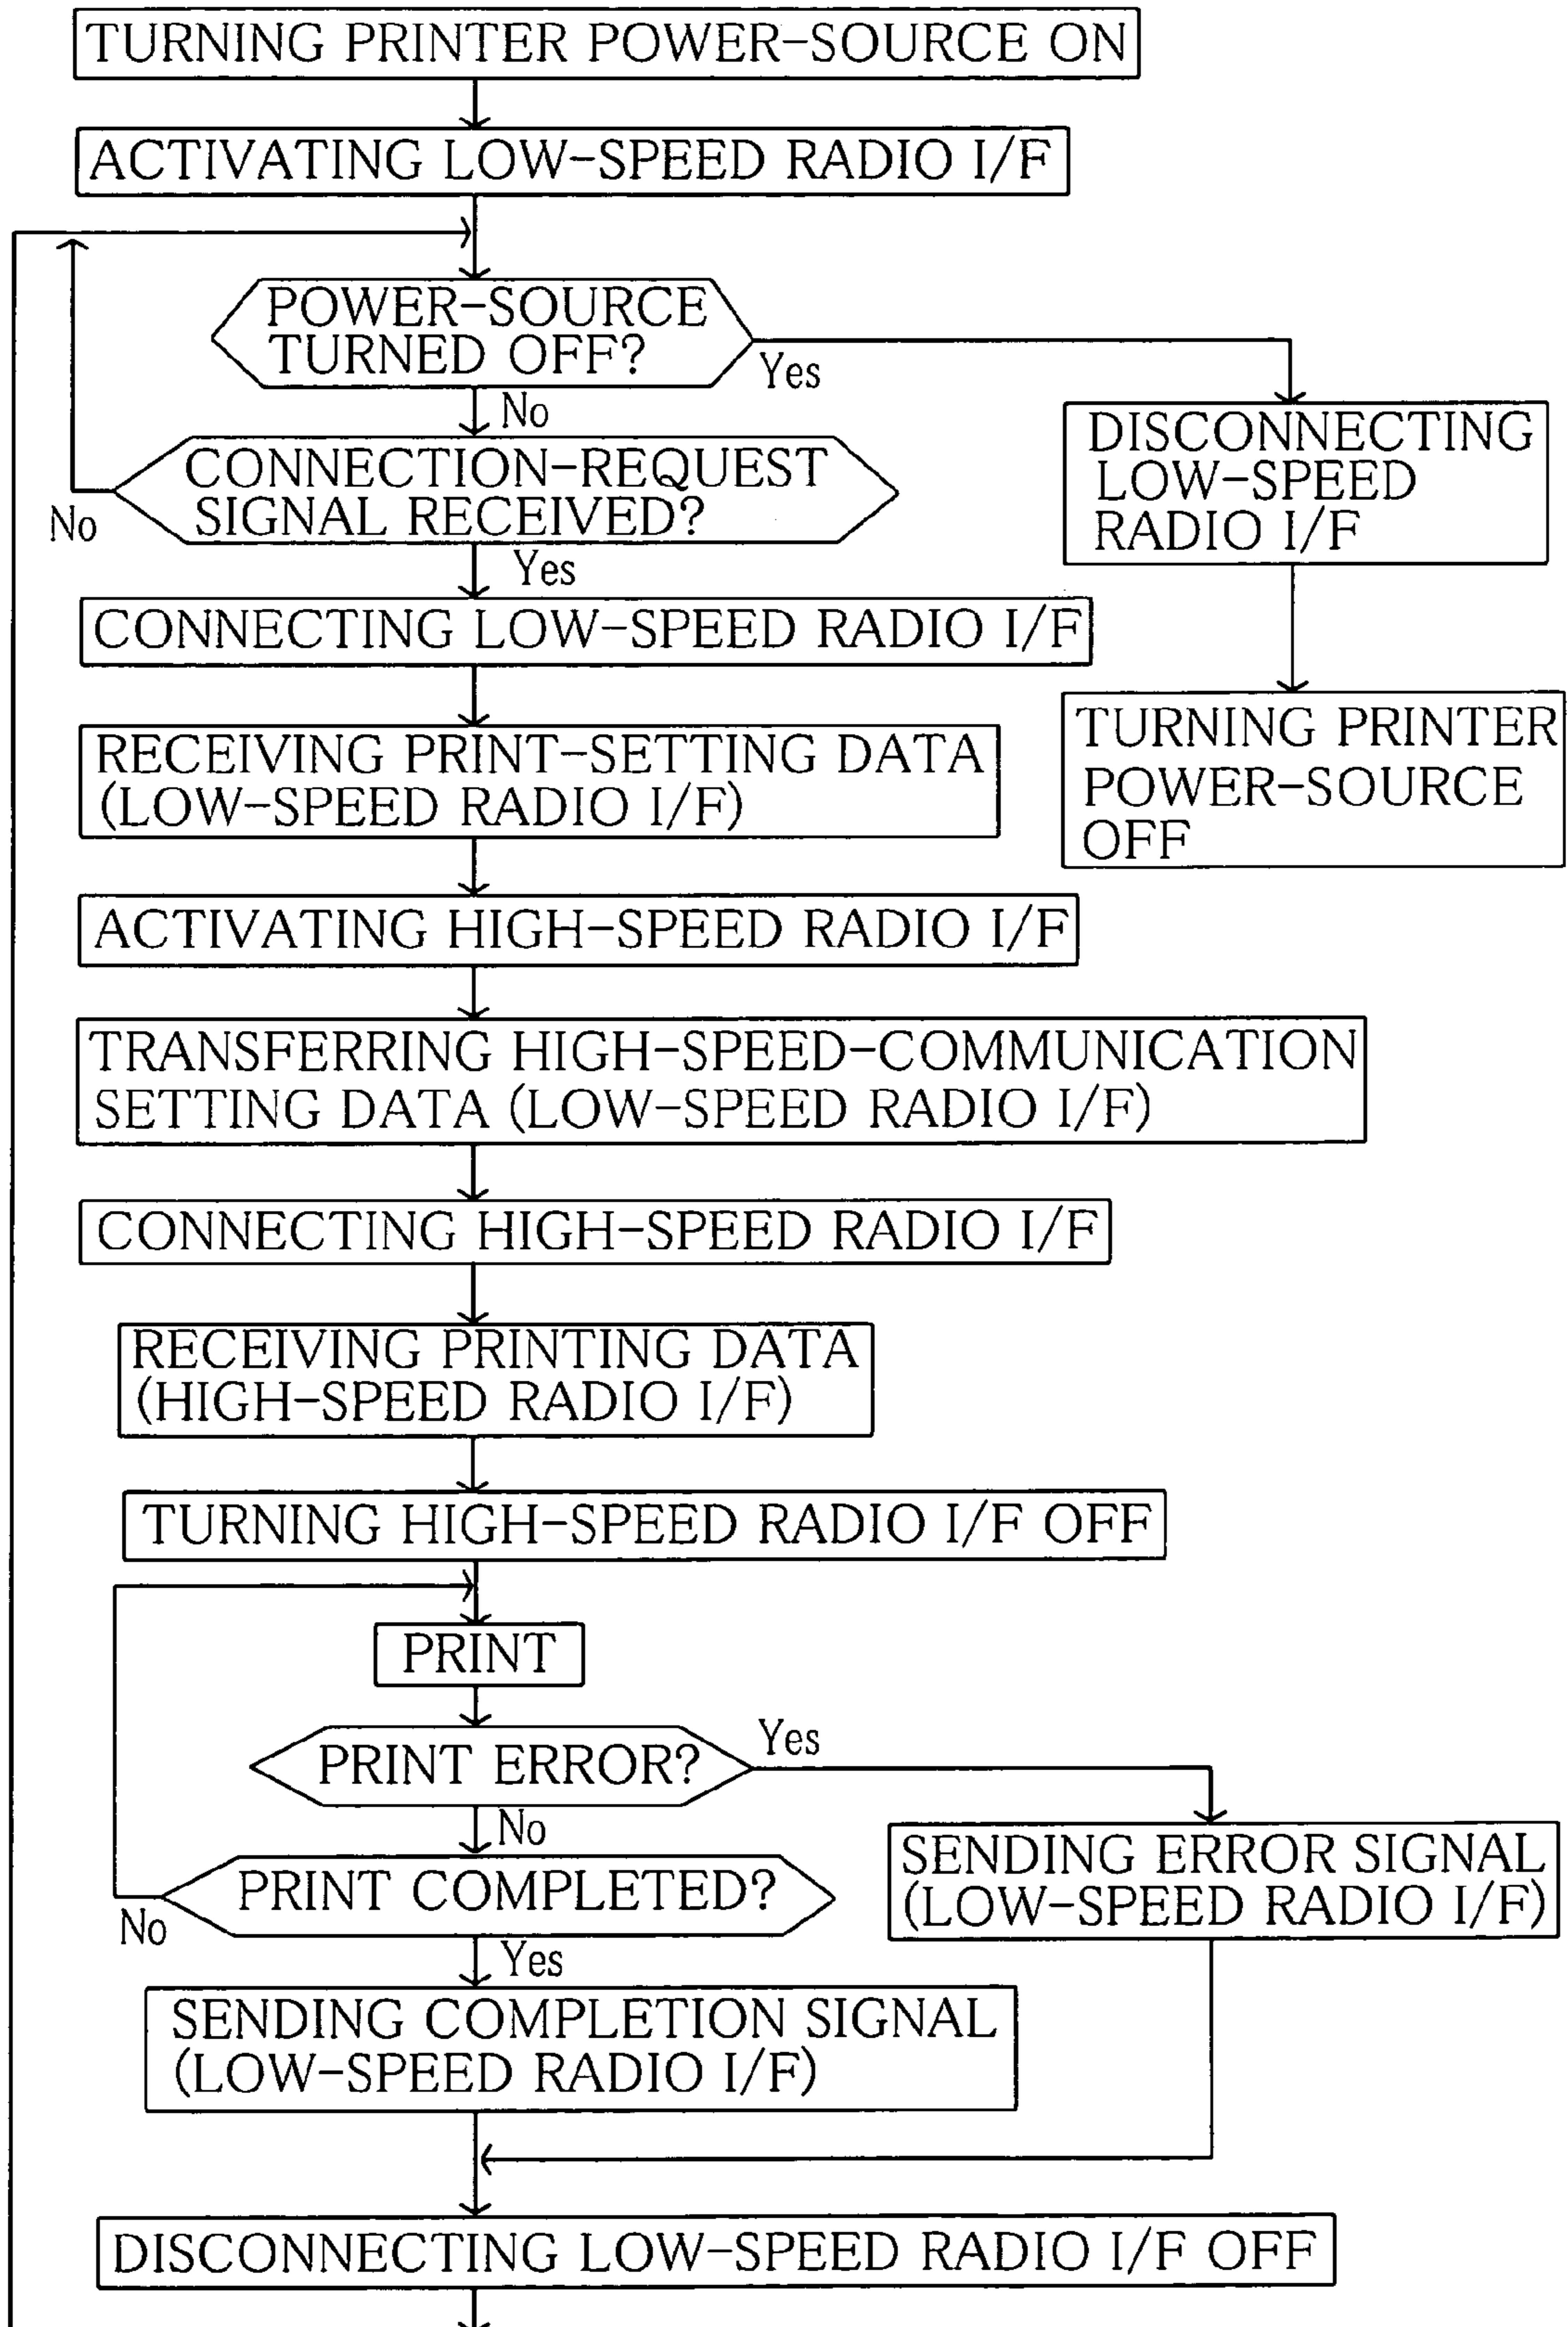 TURNING PRINTER POWER-SOURCE ON
ACTIVATING LOW-SPEED RADIO I/F
POWER-SOURCE
TURNED OFF?
Yes
No
CONNECTION-REQUEST
SIGNAL RECEIVED?
No
Yes
DISCONNECTING
LOW-SPEED
RADIO I/F
CONNECTING LOW-SPEED RADIO I/F
TURNING PRINTER
POWER-SOURCE
OFF
RECEIVING PRINT-SETTING DATA
(LOW-SPEED RADIO I/F)
ACTIVATING HIGH-SPEED RADIO I/F
TRANSFERRING HIGH-SPEED-COMMUNICATION
SETTING DATA (LOW-SPEED RADIO I/F)
CONNECTING HIGH-SPEED RADIO I/F
RECEIVING PRINTING DATA
(HIGH-SPEED RADIO I/F)
TURNING HIGH-SPEED RADIO I/F OFF
PRINT
PRINT ERROR?
Yes
No
PRINT COMPLETED?
No
Yes
SENDING ERROR SIGNAL
(LOW-SPEED RADIO I/F)
SENDING COMPLETION SIGNAL
(LOW-SPEED RADIO I/F)
DISCONNECTING LOW-SPEED RADIO I/F OFF